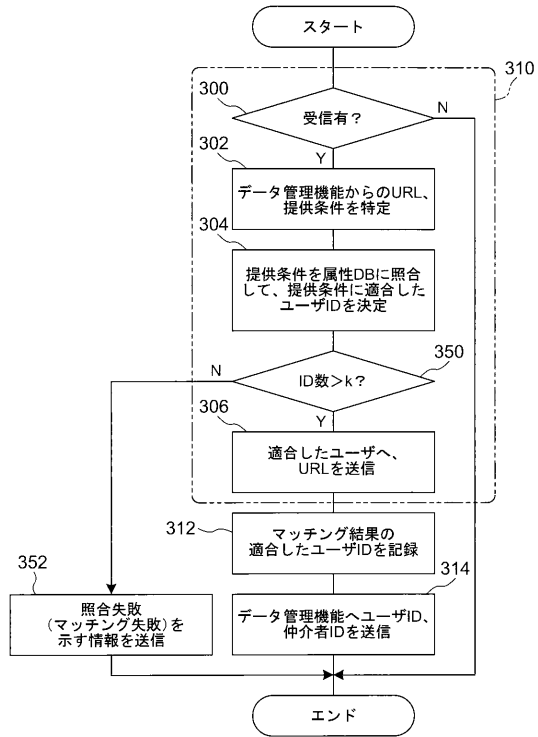 スタート
310
300
受信有？
N
Y
302
データ管理機能からのURL、
提供条件を特定
304
提供条件を属性DBに照合
して、提供条件に適合した
ユーザIDを決定
350
N
ID数>k？
Y
306
適合したユーザへ、
URLを送信
312
マッチング結果の
適合したユーザIDを記録
314
352
照合失敗
(マッチング失敗)を
示す情報を送信
データ管理機能へユーザID、
仲介者IDを送信
エンド